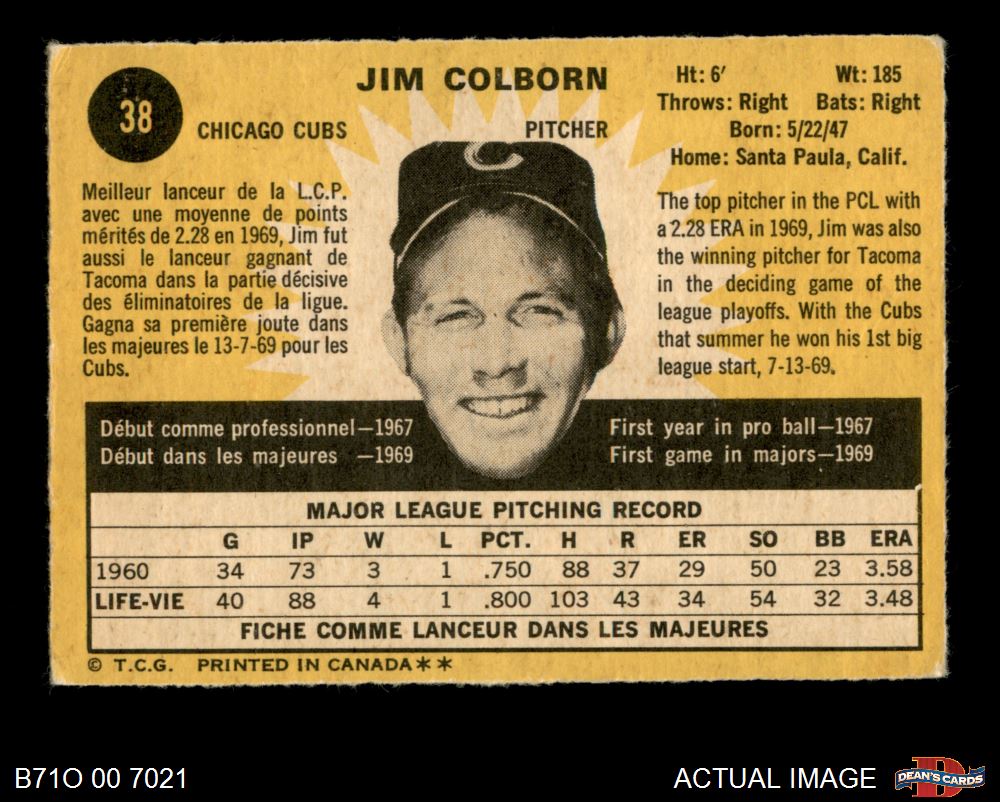 38
JIM COLBORN
CHICAGO CUBS PITCHER
Ht: 6′ Wt: 185
Throws: Right Bats: Right
Born: 5/22/47
Home: Santa Paula, Calif.
C
Meilleur lanceur de la L.C.P.
avec une moyenne de points
mérités de 2.28 en 1969, Jim fut
aussi le lanceur gagnant de
Tacoma dans la partie décisive
des éliminatoires de la ligue.
Gagna sa première joute dans
les majeures le 13-7-69 pour les
Cubs.
The top pitcher in the PCL with
a 2.28 ERA in 1969, Jim was also
the winning pitcher for Tacoma
in the deciding game of the
league playoffs. With the Cubs
that summer he won his 1st big
league start, 7-13-69.
Début comme professionnel—1967
Début dans les majeures —1969
First year in pro ball—1967
First game in majors—1969
MAJOR LEAGUE PITCHING RECORD
G IP W L PCT. H R ER SO BB ERA
1960 34 73 3 1 .750 88 37 29 50 23 3.58
LIFE-VIE 40 88 4 1 .800 103 43 34 54 32 3.48
FICHE COMME LANCEUR DANS LES MAJEURES
© T.C.G. PRINTED IN CANADA✶✶
B71O 00 7021
ACTUAL IMAGE
D
DEAN'S CARDS